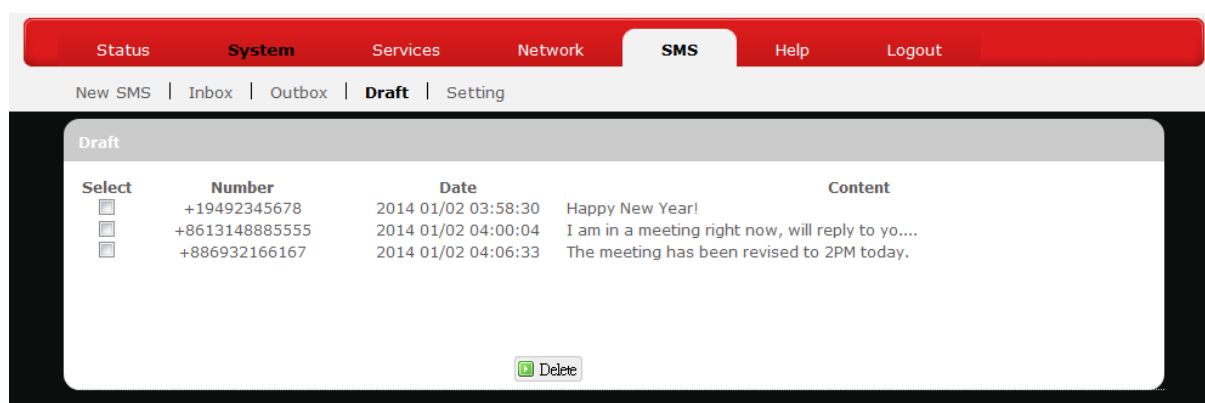 Status System Services Network SMS Help Logout
New SMS | Inbox | Outbox | Draft | Setting
Draft
Select Number Date Content
+19492345678 2014 01/02 03:58:30 Happy New Year!
+8613148885555 2014 01/02 04:00:04 I am in a meeting right now, will reply to yo....
+886932166167 2014 01/02 04:06:33 The meeting has been revised to 2PM today.
Delete